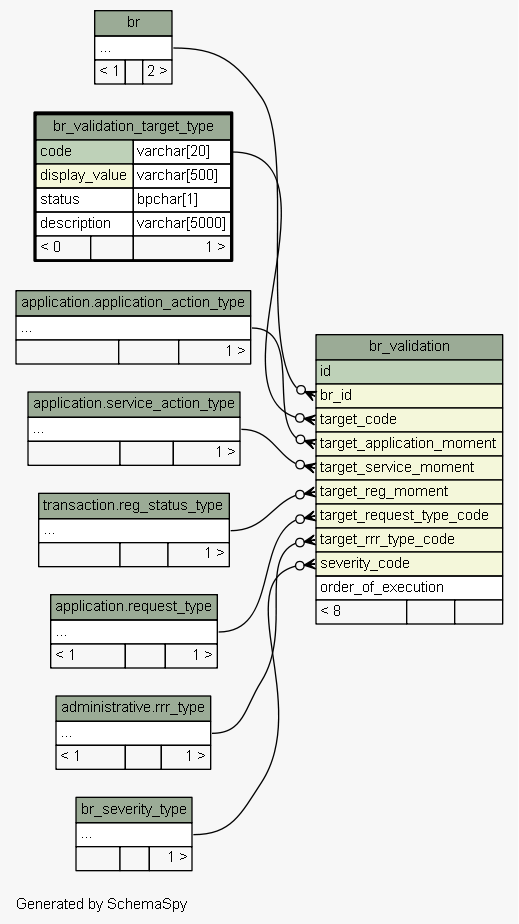 br
...
< 1 2 >
br_validation_target_type
code varchar[20]
display_value varchar[500]
status bpchar[1]
description varchar[5000]
< 0 1 >
application.application_action_type
...
1 >
application.service_action_type
...
1 >
transaction.reg_status_type
...
1 >
application.request_type
...
< 1 1 >
administrative.rrr_type
...
< 1 1 >
br_severity_type
...
1 >
br_validation
id
br_id
target_code
target_application_moment
target_service_moment
target_reg_moment
target_request_type_code
target_rrr_type_code
severity_code
order_of_execution
< 8
Generated by SchemaSpy